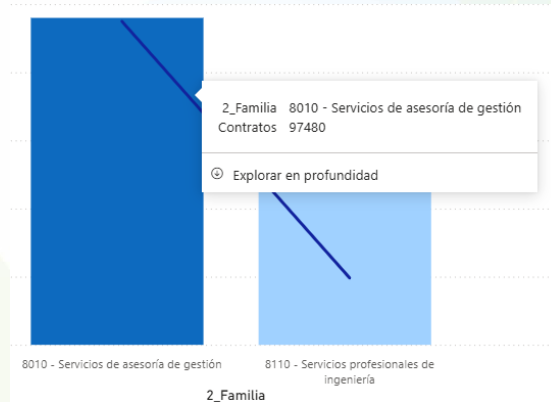 2_Familia 8010 - Servicios de asesoría de gestión
Contratos 97480
Explorar en profundidad
8010 - Servicios de asesoría de gestión
8110 - Servicios profesionales de
ingeniería
2_Familia